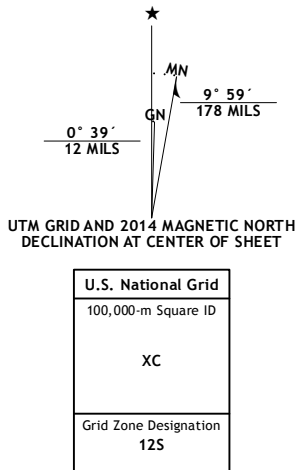 MN
GN
9° 59´
178 MILS
0° 39´
12 MILS
UTM GRID AND 2014 MAGNETIC NORTH
DECLINATION AT CENTER OF SHEET
U.S. National Grid
100,000-m Square ID
XC
Grid Zone Designation
12S